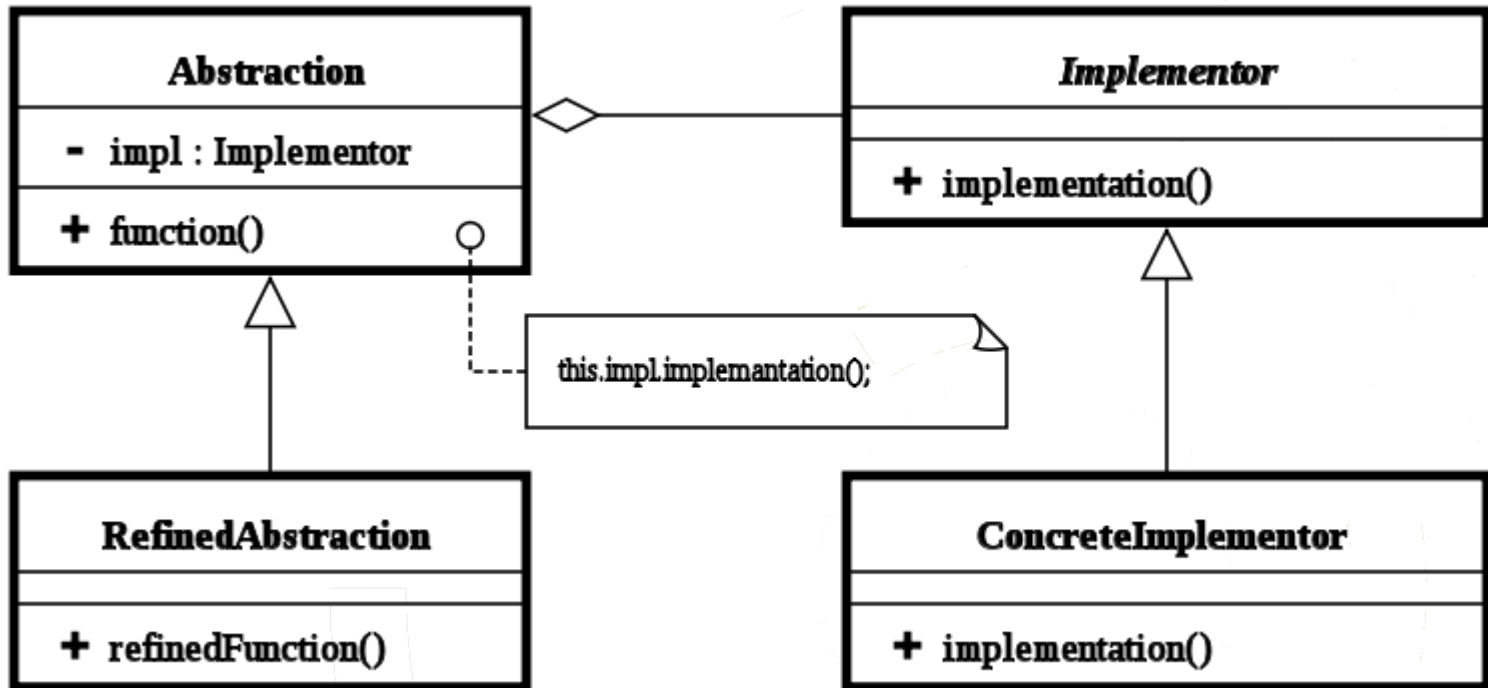 Abstraction
- impl : Implementor
+ function()
Implementor
+ implementation()
this.impl.implemantation();
RefinedAbstraction
+ refinedFunction()
ConcreteImplementor
+ implementation()